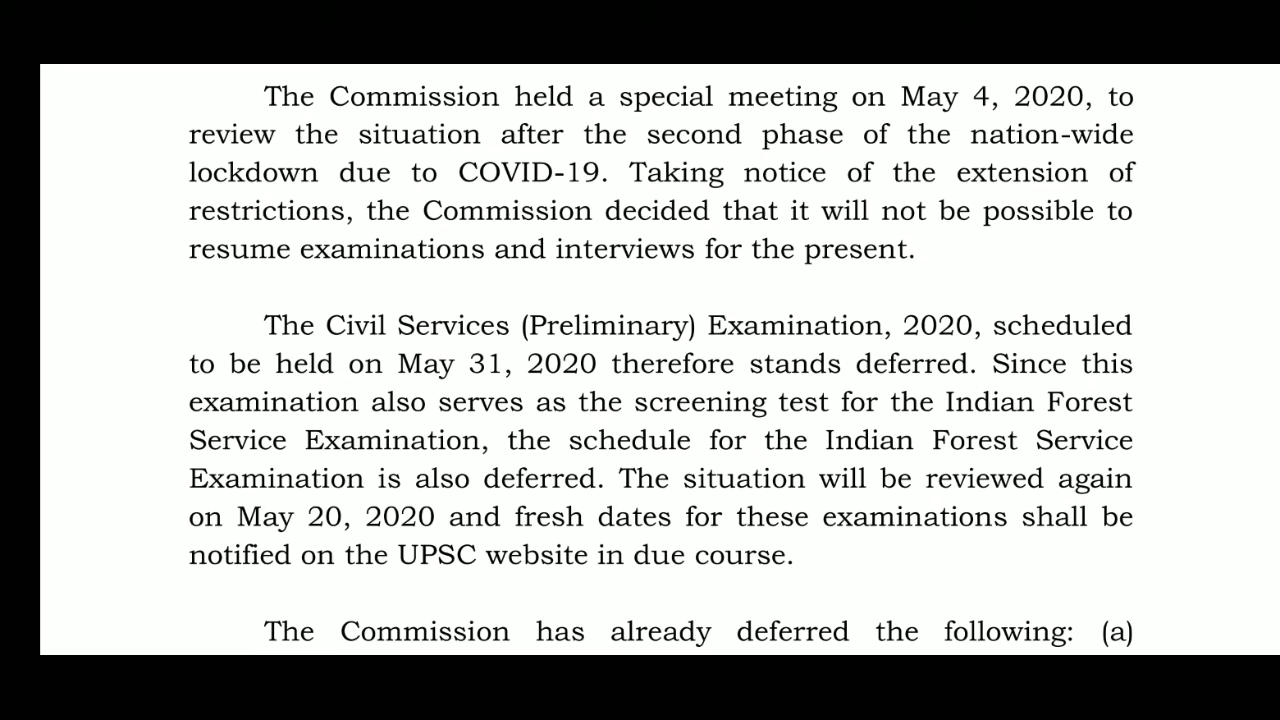 The Commission held a special meeting on May 4, 2020, to
review the situation after the second phase of the nation-wide
lockdown due to COVID-19. Taking notice of the extension of
restrictions, the Commission decided that it will not be possible to
resume examinations and interviews for the present.
The Civil Services (Preliminary) Examination, 2020, scheduled
to be held on May 31, 2020 therefore stands deferred. Since this
examination also serves as the screening test for the Indian Forest
Service Examination, the schedule for the Indian Forest Service
Examination is also deferred. The situation will be reviewed again
on May 20, 2020 and fresh dates for these examinations shall be
notified on the UPSC website in due course.
The Commission has already deferred the following: (a)